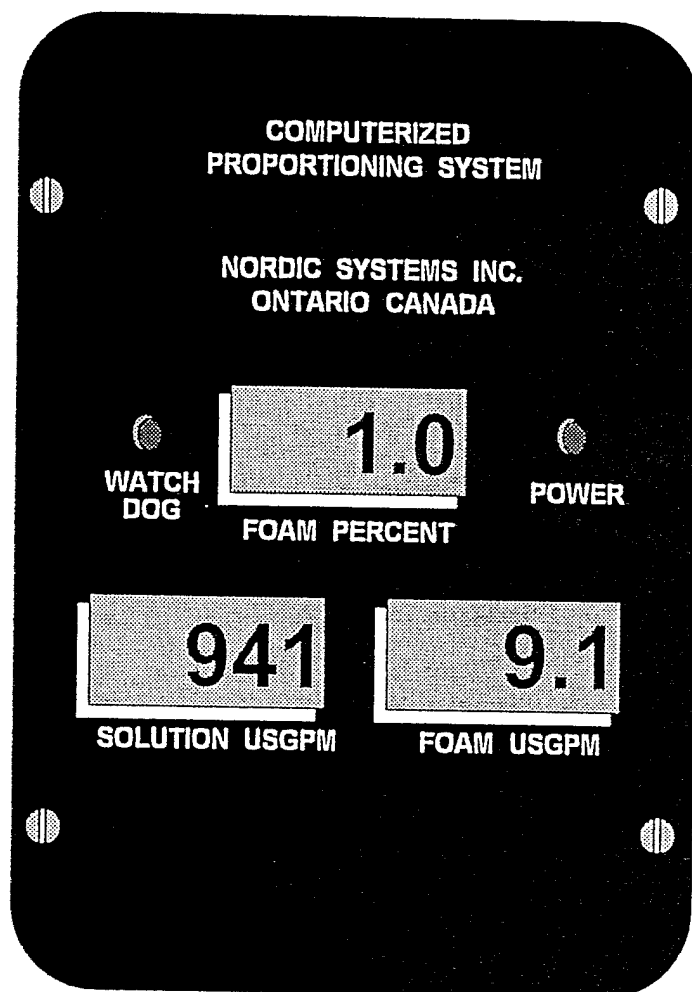 COMPUTERIZED
PROPORTIONING SYSTEM
NORDIC SYSTEMS INC.
ONTARIO CANADA
1.0
WATCH
DOG
POWER
FOAM PERCENT
941
9.1
SOLUTION USGPM
FOAM USGPM